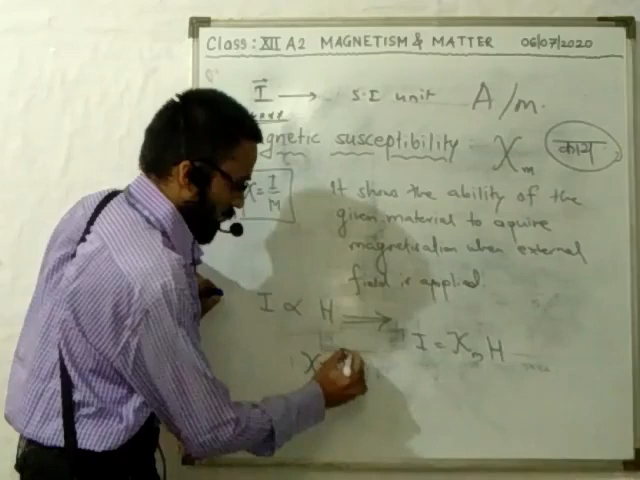 Class: XII A2 MAGNETISM & MATTER 06/07/2020
I → S.I unit A/m.
gnetic susceptibility: χm
काय
χ = I/M
It shows the ability of the
given material to aquire
magnetisation when external
field is applied.
I ∝ H ⇒ I = χm H
χ